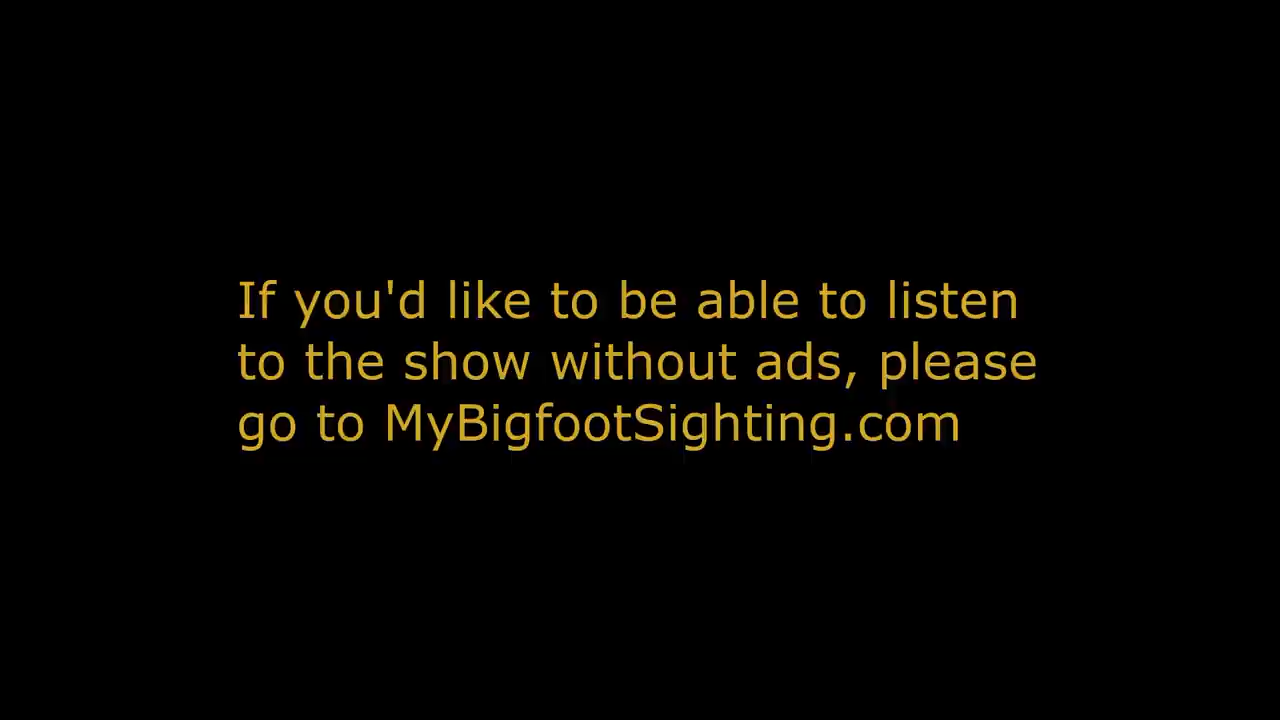 If you'd like to be able to listen
to the show without ads, please
go to MyBigfootSighting.com